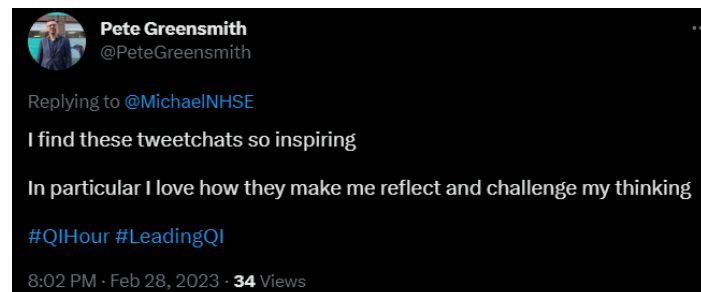 Pete Greensmith
@PeteGreensmith
Replying to @MichaelNHSE
I find these tweetchats so inspiring
In particular I love how they make me reflect and challenge my thinking
#QIHour #LeadingQI
8:02 PM · Feb 28, 2023 · 34 Views